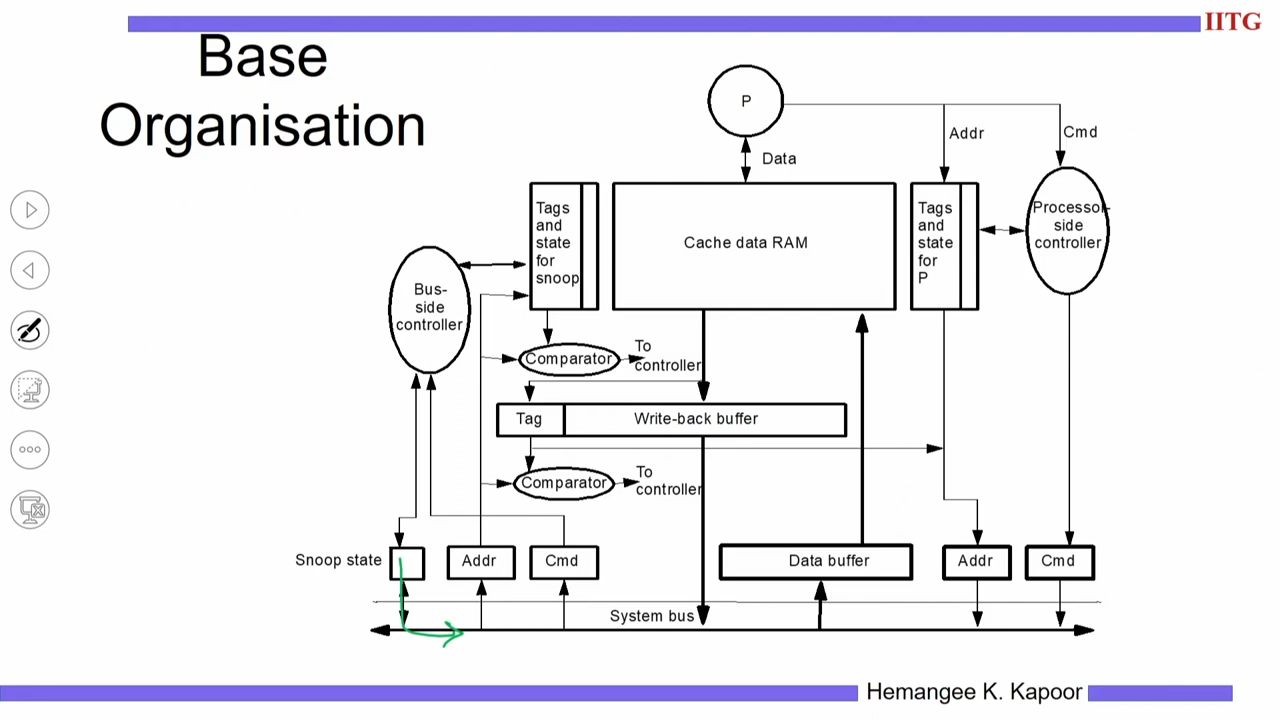 IITG
Base
Organisation
P
Data
Addr
Cmd
Tags
and
state
for
snoop
Cache data RAM
Tags
and
state
for
P
Processor-
side
controller
Bus-
side
controller
Comparator
To
controller
Tag
Write-back buffer
Comparator
To
controller
Snoop state
Addr
Cmd
Data buffer
Addr
Cmd
System bus
Hemangee K. Kapoor